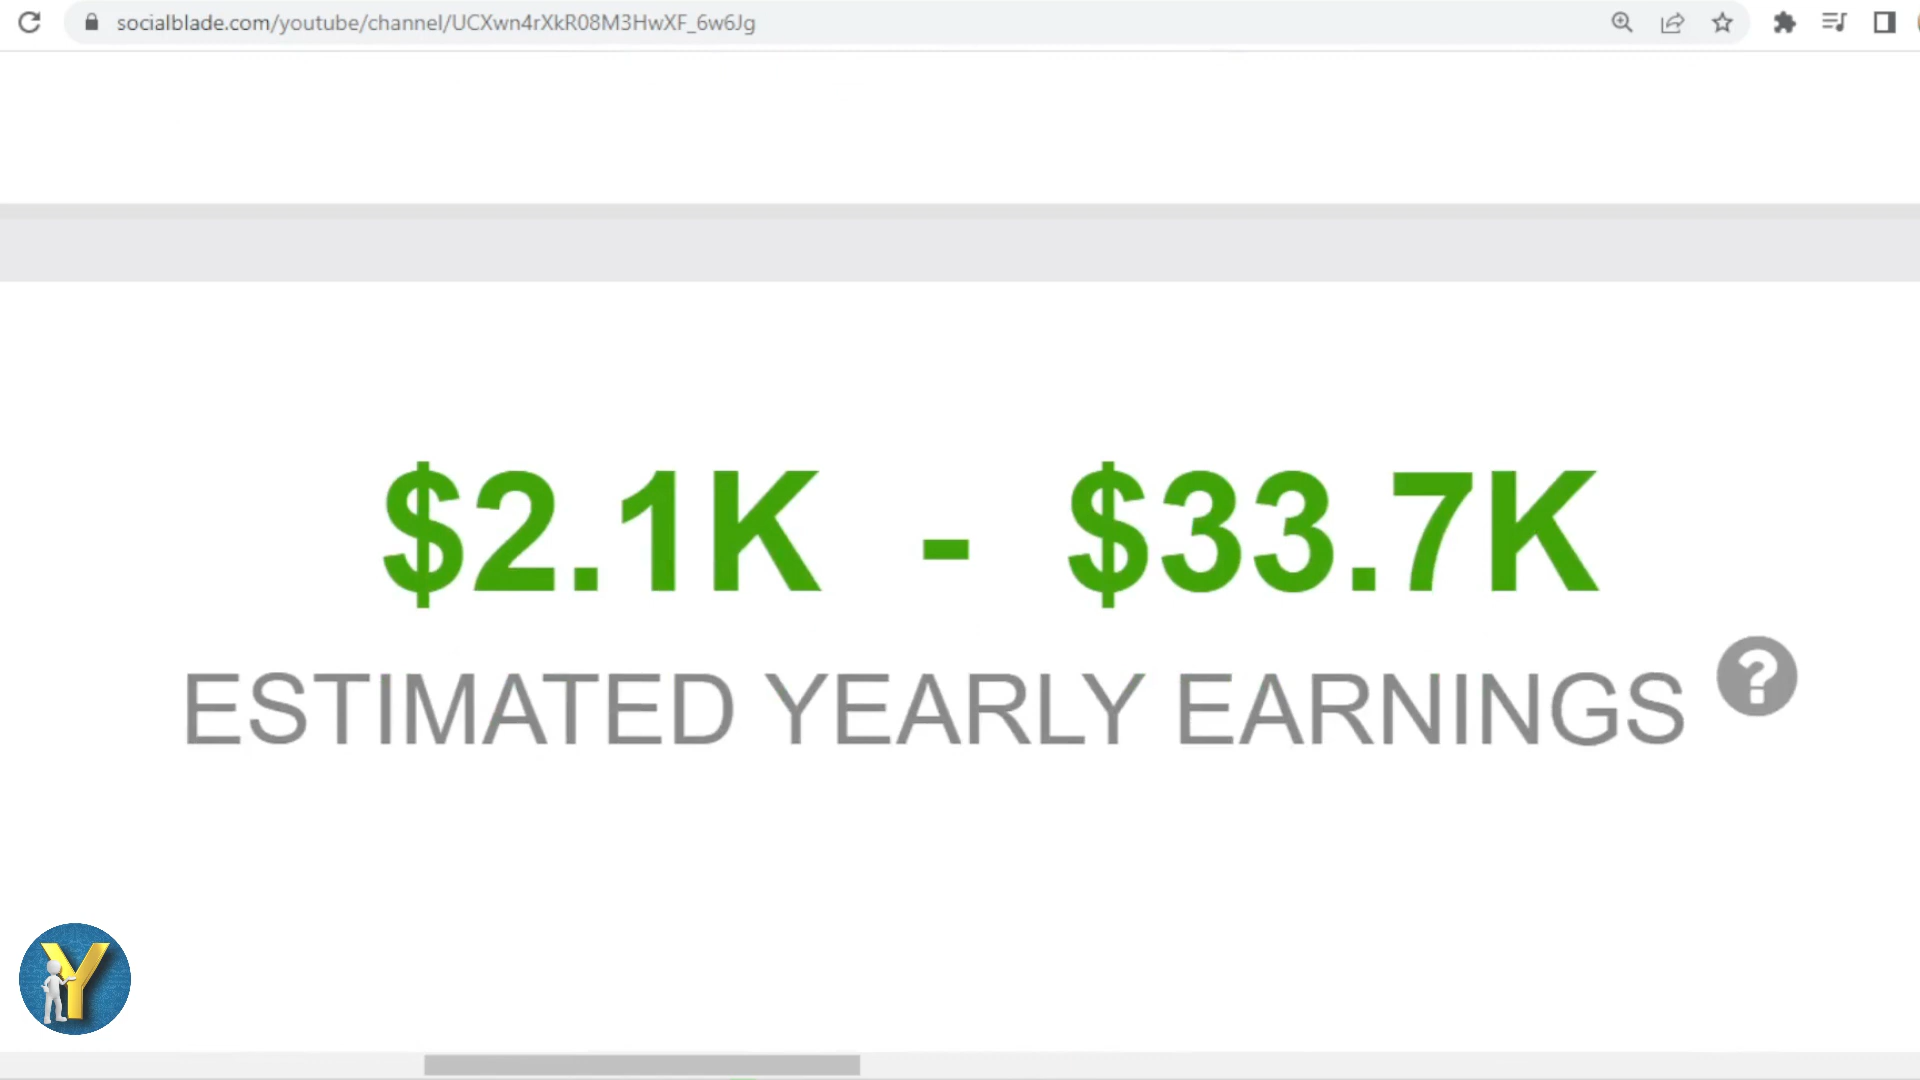 socialblade.com/youtube/channel/UCXwn4rXkR08M3HwXF_6w6Jg
$2.1K - $33.7K
ESTIMATED YEARLY EARNINGS ?
Y